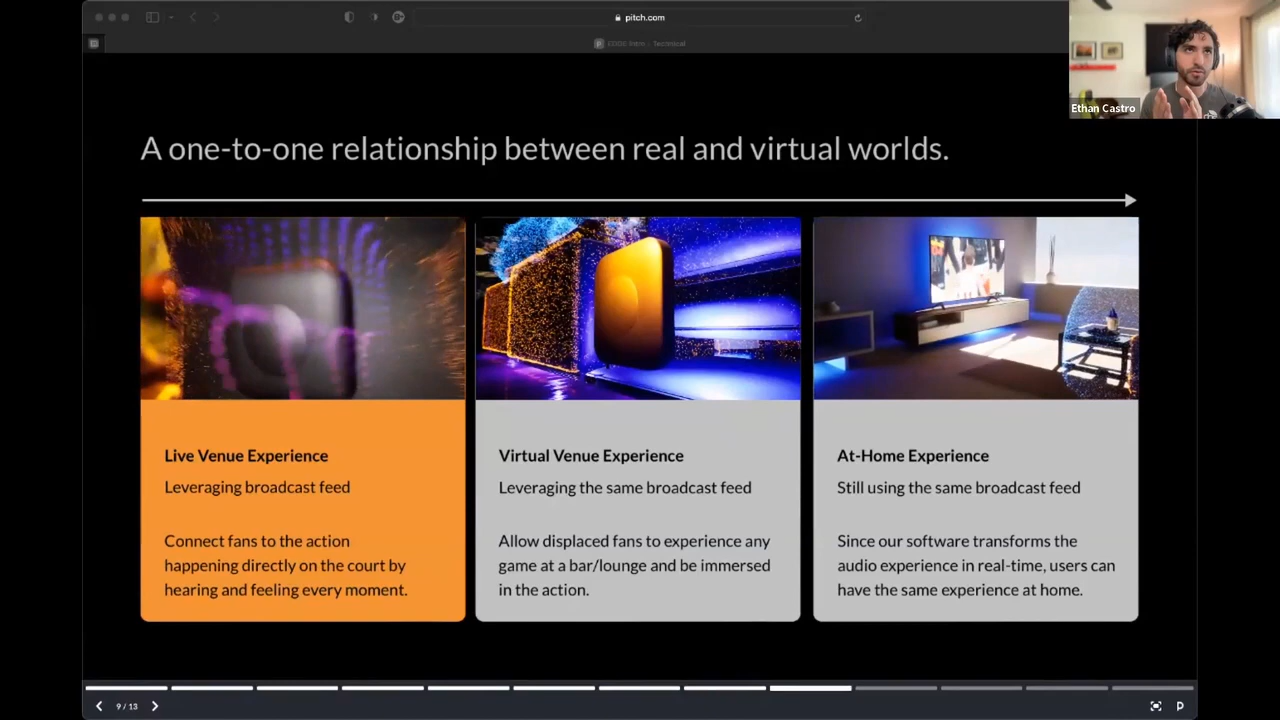 pitch.com
CODE Intro - Technical
Ethan Castro
A one-to-one relationship between real and virtual worlds.
Live Venue Experience
Leveraging broadcast feed
Connect fans to the action
happening directly on the court by
hearing and feeling every moment.
Virtual Venue Experience
Leveraging the same broadcast feed
Allow displaced fans to experience any
game at a bar/lounge and be immersed
in the action.
At-Home Experience
Still using the same broadcast feed
Since our software transforms the
audio experience in real-time, users can
have the same experience at home.
9 / 13